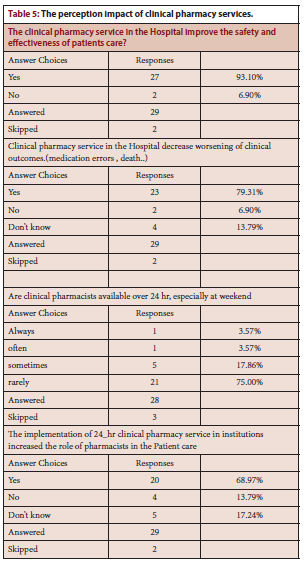 Table 5: The perception impact of clinical pharmacy services.
The clinical pharmacy service in the Hospital improve the safety and
effectiveness of patients care?
Answer Choices Responses
Yes 27 93.10%
No 2 6.90%
Answered 29
Skipped 2
Clinical pharmacy service in the Hospital decrease worsening of clinical
outcomes.(medication errors , death..)
Answer Choices Responses
Yes 23 79.31%
No 2 6.90%
Don't know 4 13.79%
Answered 29
Skipped 2
Are clinical pharmacists available over 24 hr, especially at weekend
Answer Choices Responses
Always 1 3.57%
often 1 3.57%
sometimes 5 17.86%
rarely 21 75.00%
Answered 28
Skipped 3
The implementation of 24_hr clinical pharmacy service in institutions
increased the role of pharmacists in the Patient care
Answer Choices Responses
Yes 20 68.97%
No 4 13.79%
Don't know 5 17.24%
Answered 29
Skipped 2